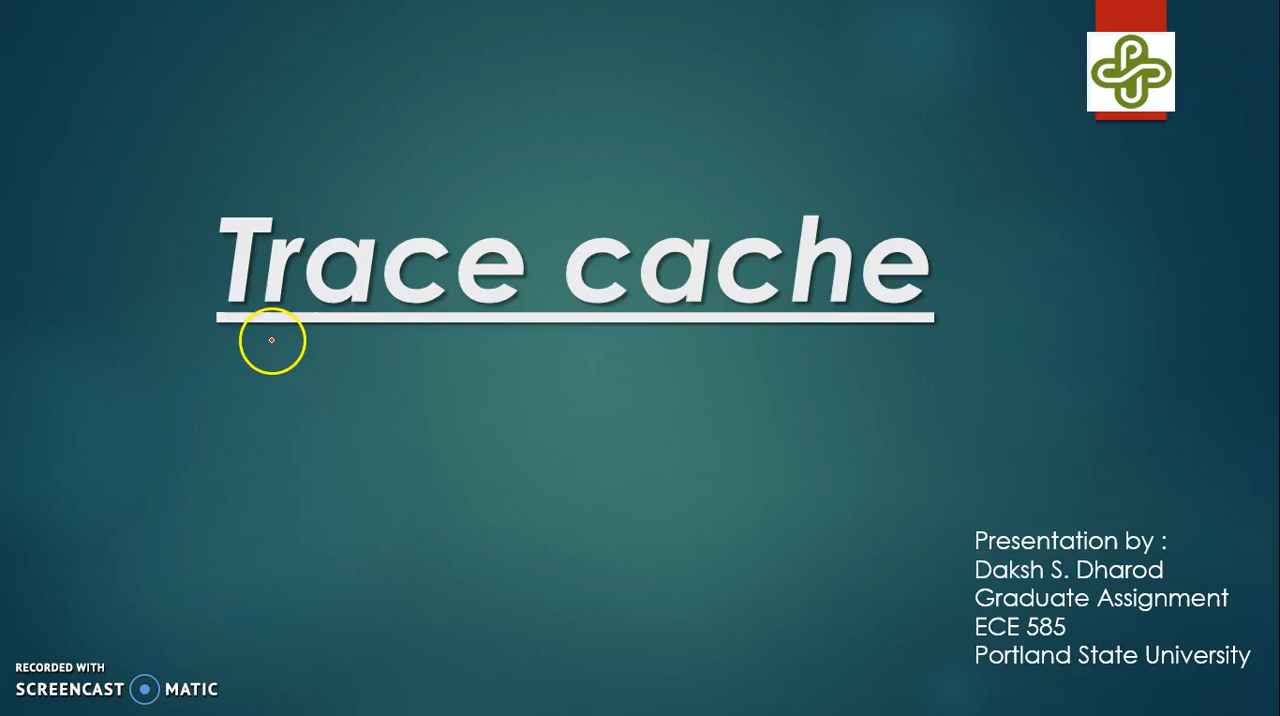 Trace cache
Presentation by :
Daksh S. Dharod
Graduate Assignment
ECE 585
Portland State University
RECORDED WITH
SCREENCAST MATIC